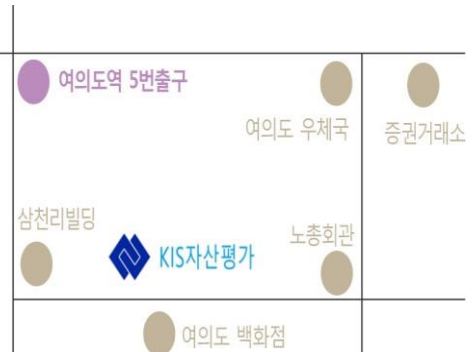 여의도역 5번출구
여의도 우체국
증권거래소
삼천리빌딩
노총회관
KIS자산평가
여의도 백화점